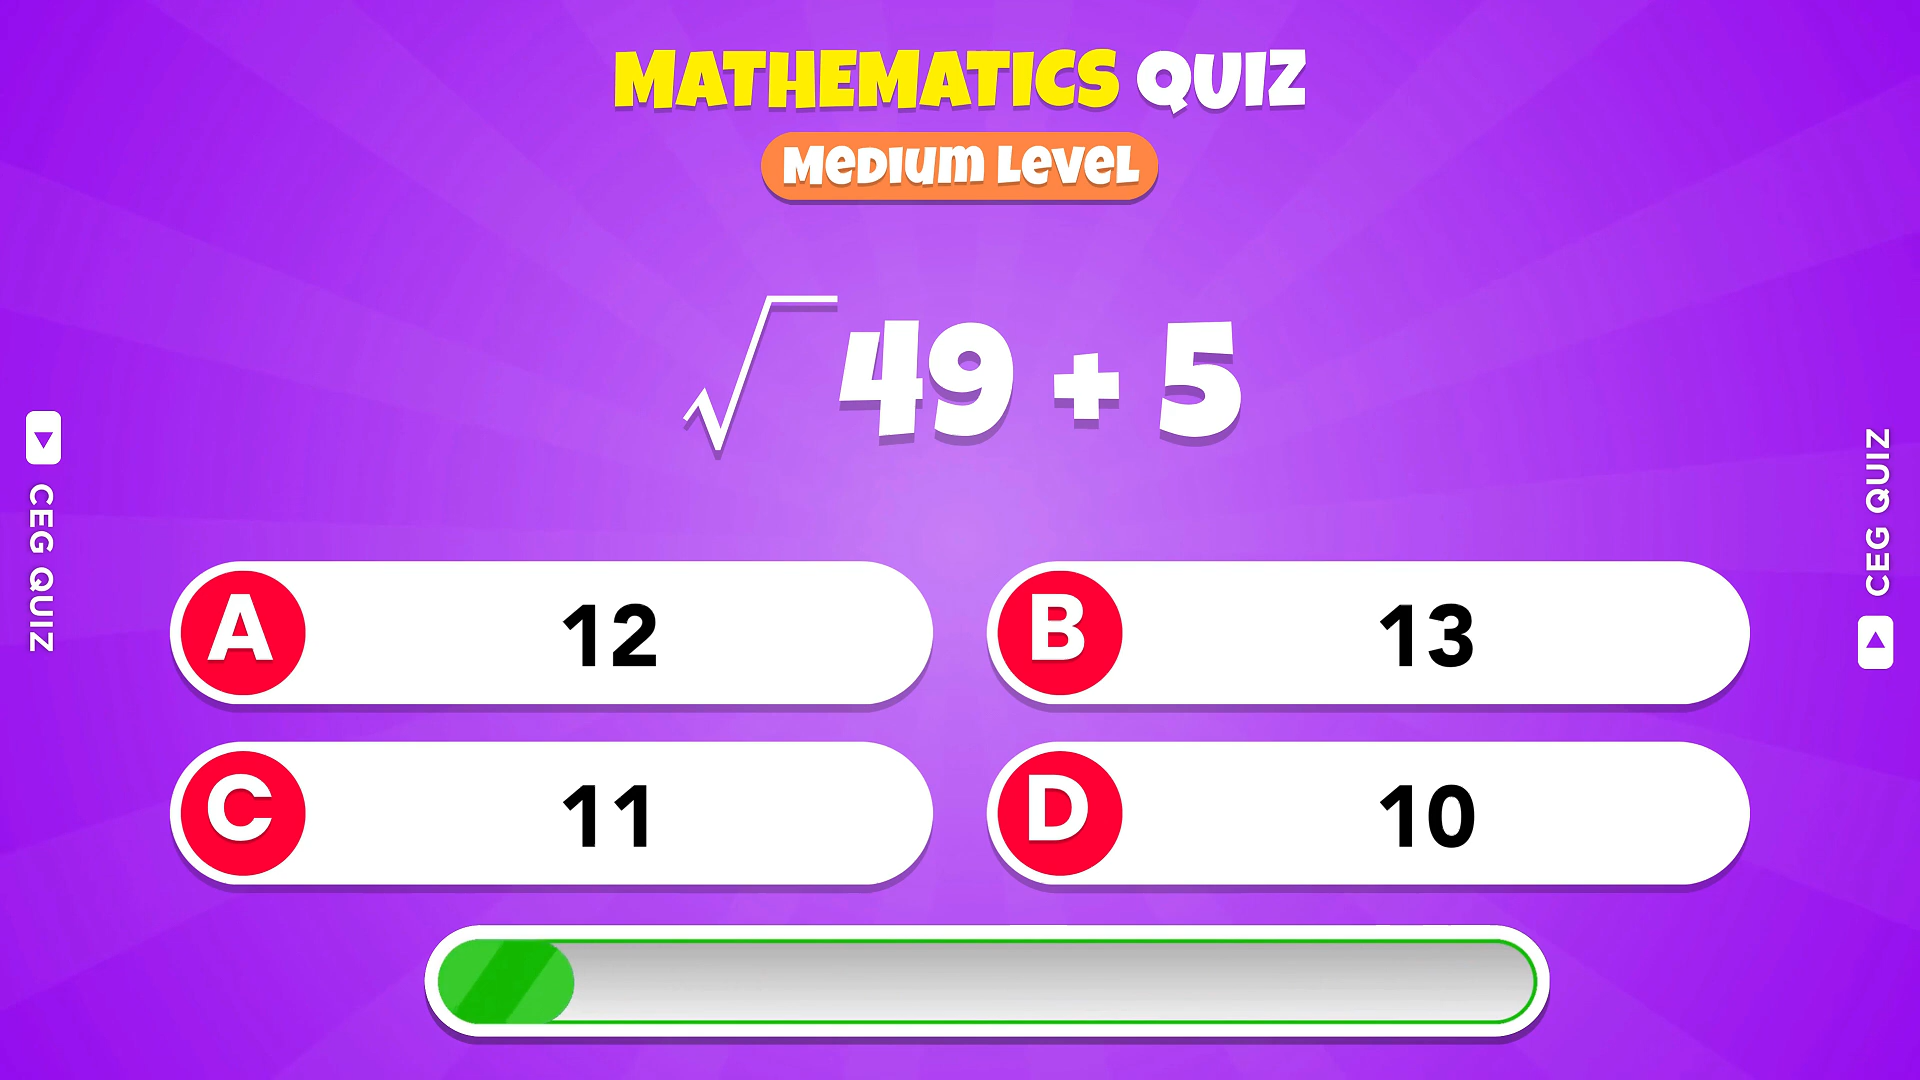 MATHEMATICS QUIZ
MEDIUM LEVEL
√49 + 5
A 12
B 13
C 11
D 10
CEG QUIZ
CEG QUIZ